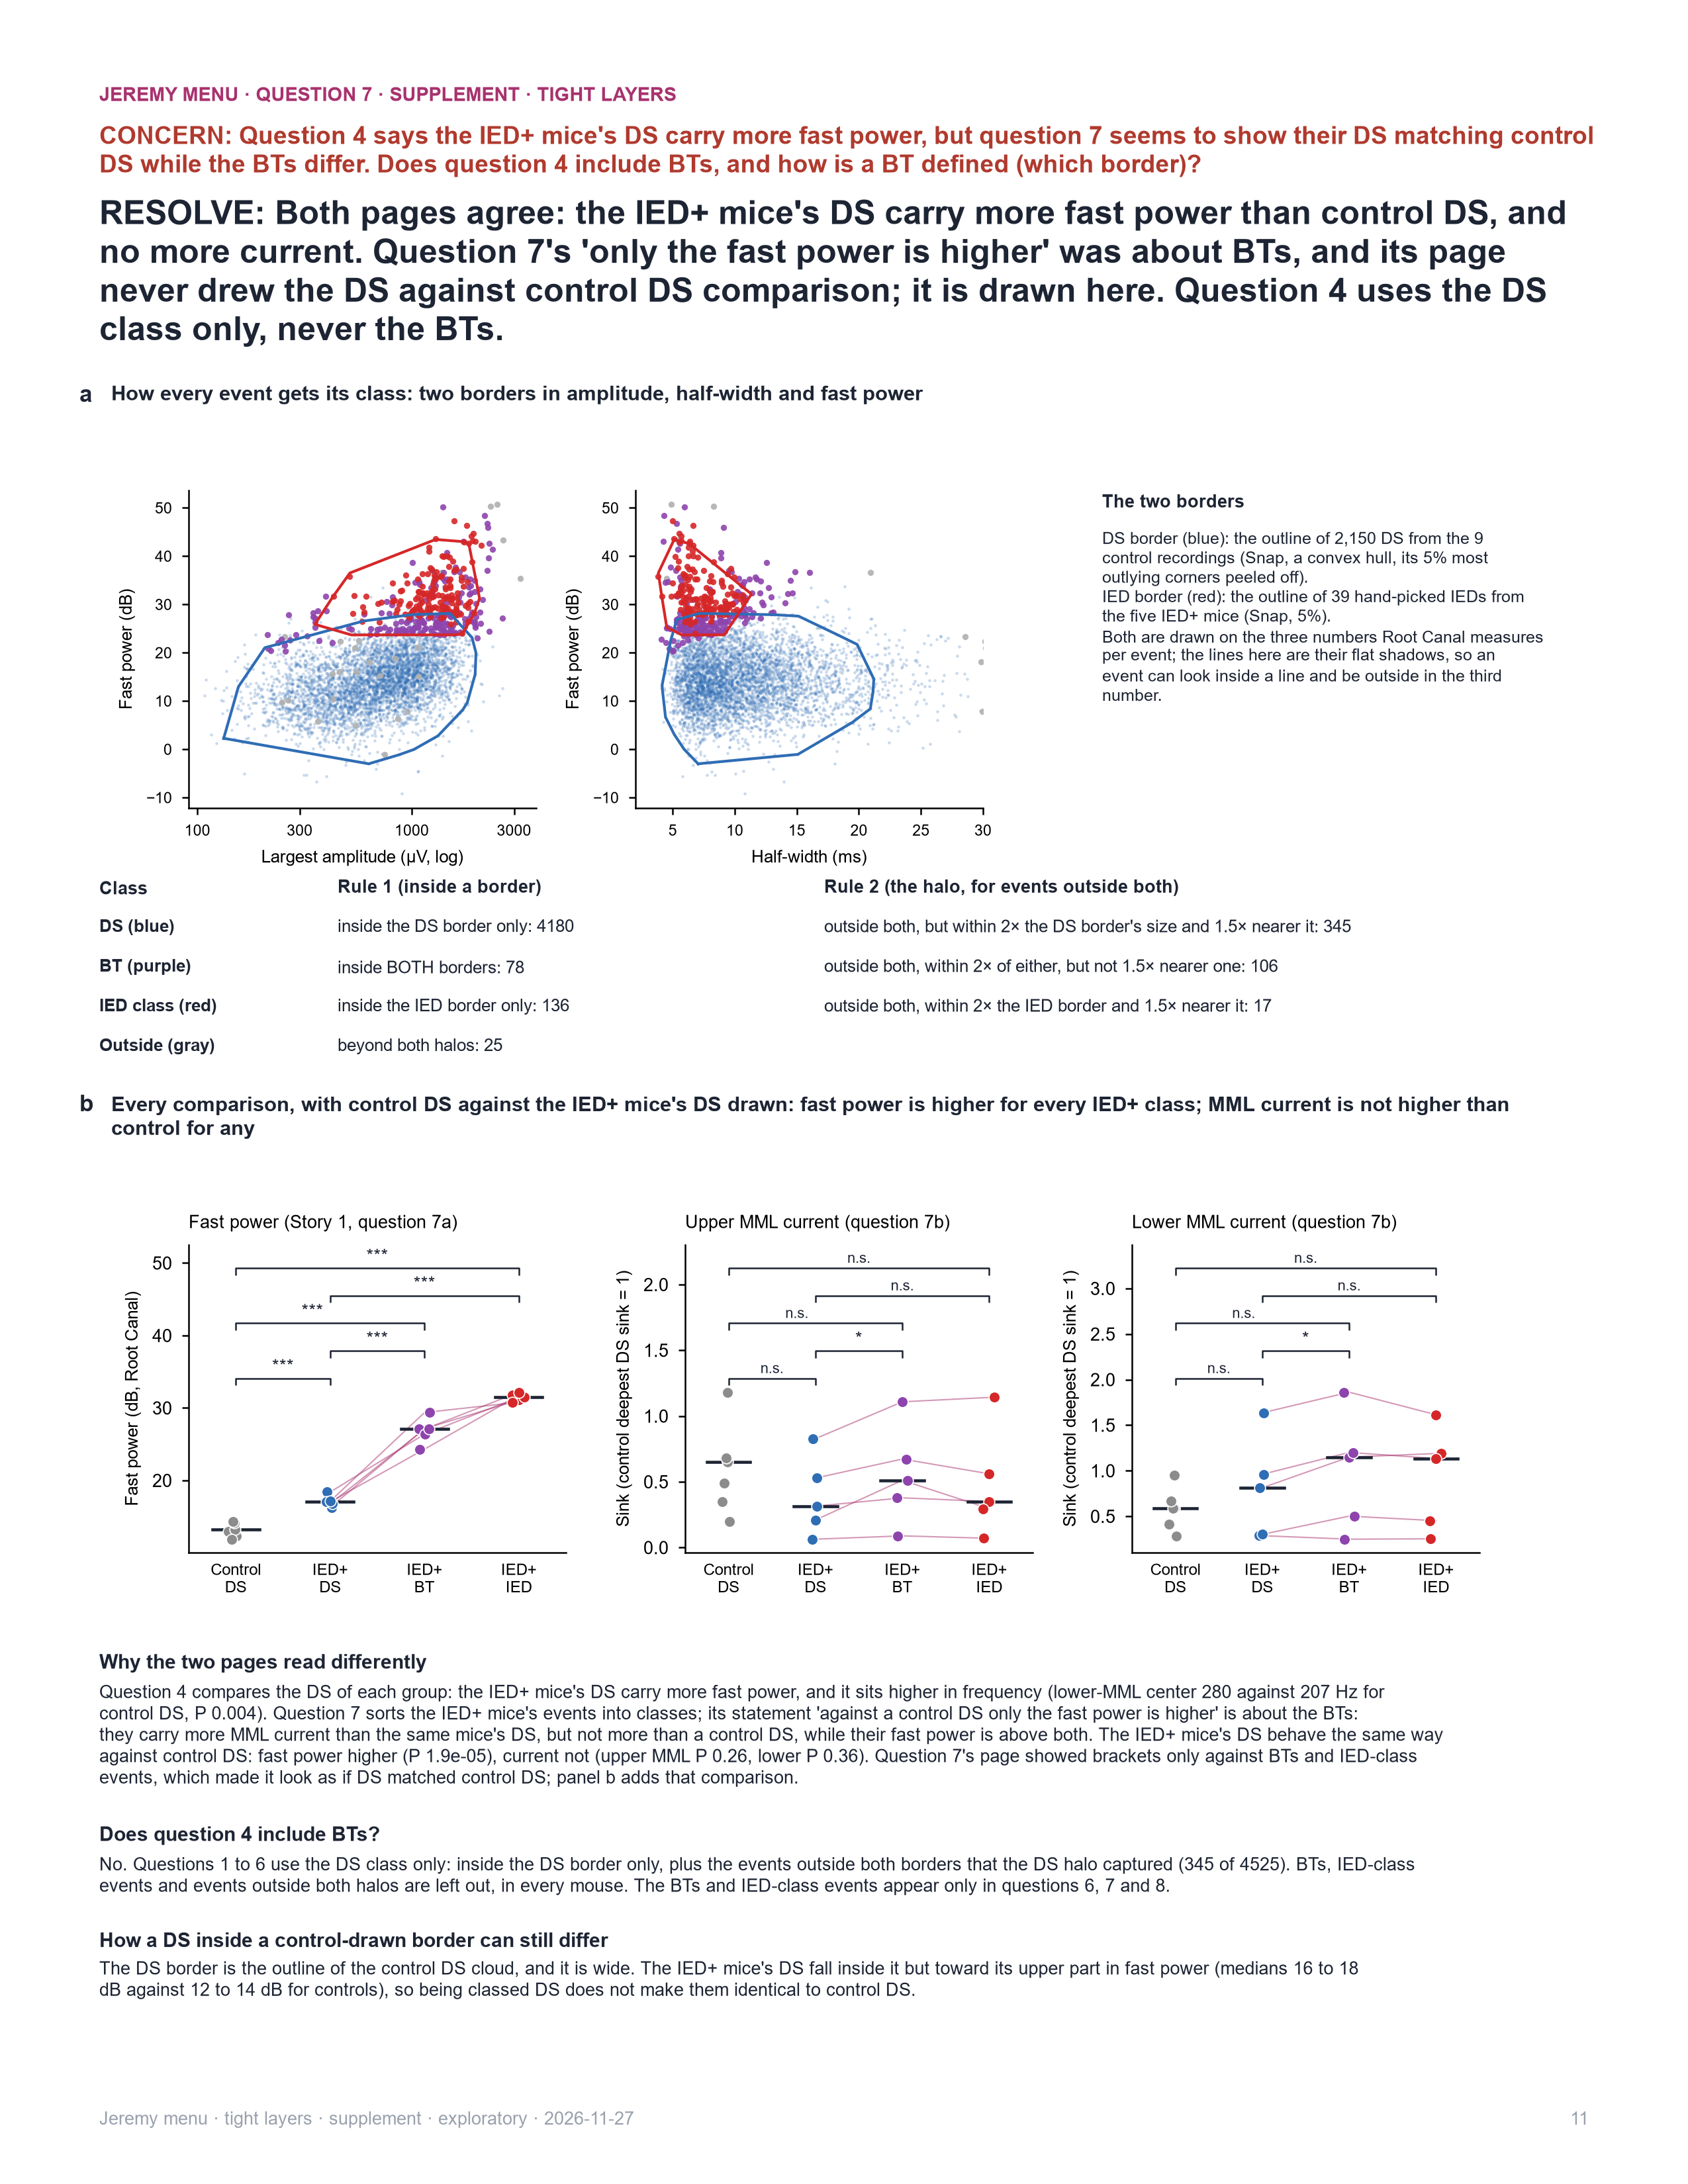 JEREMY MENU · QUESTION 7 · SUPPLEMENT · TIGHT LAYERS
CONCERN: Question 4 says the IED+ mice's DS carry more fast power, but question 7 seems to show their DS matching control
DS while the BTs differ. Does question 4 include BTs, and how is a BT defined (which border)?
RESOLVE: Both pages agree: the IED+ mice's DS carry more fast power than control DS, and
no more current. Question 7's 'only the fast power is higher' was about BTs, and its page
never drew the DS against control DS comparison; it is drawn here. Question 4 uses the DS
class only, never the BTs.
a How every event gets its class: two borders in amplitude, half-width and fast power
50
40
30
20
10
0
−10
Fast power (dB)
100 300 1000 3000
Largest amplitude (µV, log)
50
40
30
20
10
0
−10
Fast power (dB)
5 10 15 20 25 30
Half-width (ms)
The two borders
DS border (blue): the outline of 2,150 DS from the 9
control recordings (Snap, a convex hull, its 5% most
outlying corners peeled off).
IED border (red): the outline of 39 hand-picked IEDs from
the five IED+ mice (Snap, 5%).
Both are drawn on the three numbers Root Canal measures
per event; the lines here are their flat shadows, so an
event can look inside a line and be outside in the third
number.
Class Rule 1 (inside a border) Rule 2 (the halo, for events outside both)
DS (blue) inside the DS border only: 4180 outside both, but within 2× the DS border's size and 1.5× nearer it: 345
BT (purple) inside BOTH borders: 78 outside both, within 2× of either, but not 1.5× nearer one: 106
IED class (red) inside the IED border only: 136 outside both, within 2× the IED border and 1.5× nearer it: 17
Outside (gray) beyond both halos: 25
b Every comparison, with control DS against the IED+ mice's DS drawn: fast power is higher for every IED+ class; MML current is not higher than
control for any
Fast power (Story 1, question 7a)
50
40
30
20
Fast power (dB, Root Canal)
***
***
***
***
***
Control IED+ IED+ IED+
DS DS BT IED
Upper MML current (question 7b)
2.0
1.5
1.0
0.5
0.0
Sink (control deepest DS sink = 1)
n.s.
n.s.
n.s.
*
n.s.
Control IED+ IED+ IED+
DS DS BT IED
Lower MML current (question 7b)
3.0
2.5
2.0
1.5
1.0
0.5
Sink (control deepest DS sink = 1)
n.s.
n.s.
n.s.
*
n.s.
Control IED+ IED+ IED+
DS DS BT IED
Why the two pages read differently
Question 4 compares the DS of each group: the IED+ mice's DS carry more fast power, and it sits higher in frequency (lower-MML center 280 against 207 Hz for
control DS, P 0.004). Question 7 sorts the IED+ mice's events into classes; its statement 'against a control DS only the fast power is higher' is about the BTs:
they carry more MML current than the same mice's DS, but not more than a control DS, while their fast power is above both. The IED+ mice's DS behave the same way
against control DS: fast power higher (P 1.9e-05), current not (upper MML P 0.26, lower P 0.36). Question 7's page showed brackets only against BTs and IED-class
events, which made it look as if DS matched control DS; panel b adds that comparison.
Does question 4 include BTs?
No. Questions 1 to 6 use the DS class only: inside the DS border only, plus the events outside both borders that the DS halo captured (345 of 4525). BTs, IED-class
events and events outside both halos are left out, in every mouse. The BTs and IED-class events appear only in questions 6, 7 and 8.
How a DS inside a control-drawn border can still differ
The DS border is the outline of the control DS cloud, and it is wide. The IED+ mice's DS fall inside it but toward its upper part in fast power (medians 16 to 18
dB against 12 to 14 dB for controls), so being classed DS does not make them identical to control DS.
Jeremy menu · tight layers · supplement · exploratory · 2026-11-27 11